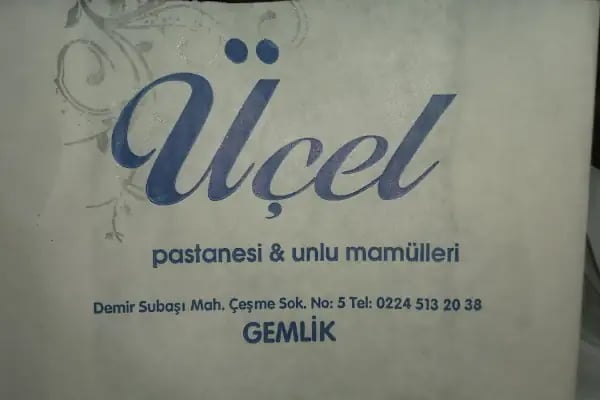 Üçel
pastanesi & unlu mamülleri
Demir Subaşı Mah. Çeşme Sok. No: 5 Tel: 0224 513 20 38
GEMLİK